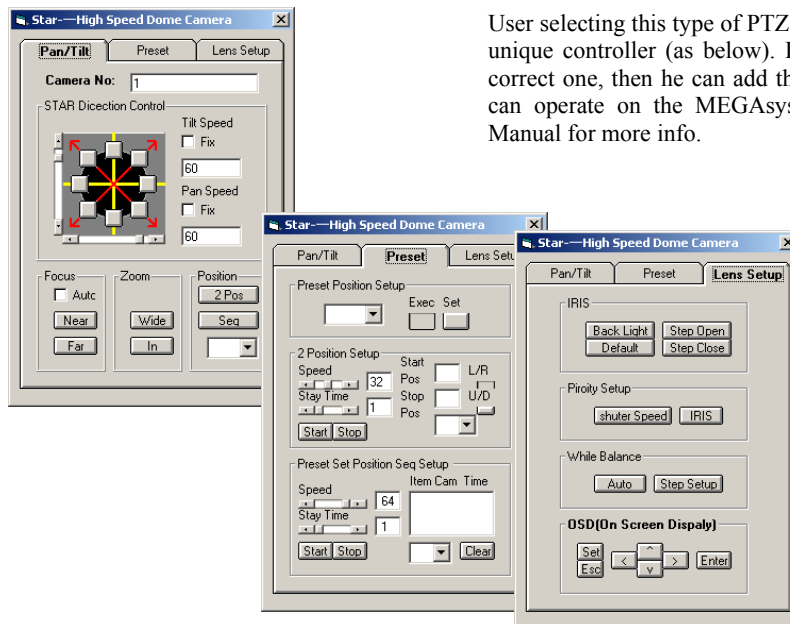 Star-—High Speed Dome Camera
Pan/Tilt Preset Lens Setup
Camera No: 1
STAR Dicection Control
Tilt Speed
Fix
60
Pan Speed
Fix
60
Focus
Autc
Near
Far
Zoom
Wide
In
Position
2 Pos
Seq
User selecting this type of PTZ
unique controller (as below).
correct one, then he can add th
can operate on the MEGAsys
Manual for more info.
Star-—High Speed Dome Camera
Pan/Tilt Preset Lens Setu
Preset Position Setup
Exec Set
2 Position Setup
Speed
32
Stay Time
1
Start Stop
Start
Pos
Stop
Pos
L/R
U/D
Preset Set Position Seq Setup
Speed
64
Stay Time
1
Start Stop
Item Cam Time
Clear
Star-—High Speed Dome Camera
Pan/Tilt Preset Lens Setup
IRIS
Back Light Step Open
Default Step Close
Piroity Setup
shuter Speed IRIS
While Balance
Auto Step Setup
OSD(On Screen Dispaly)
Set
Esc
< ^ v >
Enter